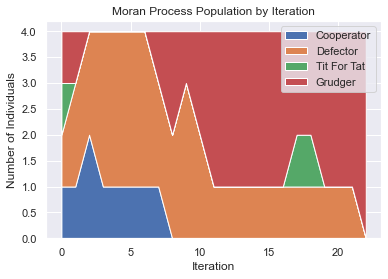 Moran Process Population by Iteration
Cooperator
Defector
Tit For Tat
Grudger
4.0
3.5
3.0
2.5
2.0
1.5
1.0
0.5
0.0
Number of Individuals
0 5 10 15 20
Iteration